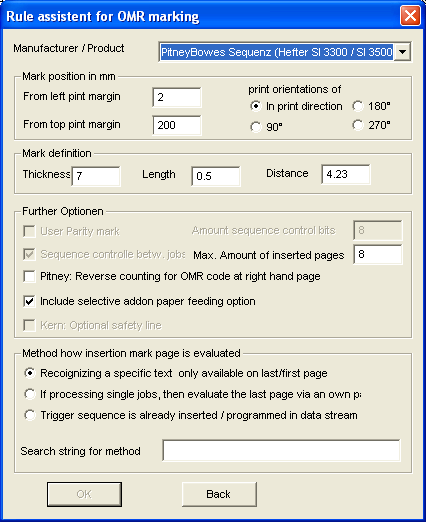 Rule assistent for OMR marking
Manufacturer / Product
PitneyBowes Sequenz (Hefter SI 3300 / SI 3500
Mark position in mm
From left pint margin
2
print orientations of
In print direction
180°
From top pint margin
200
90°
270°
Mark definition
Thickness
7
Length
0.5
Distance
4.23
Further Optionen
User Parity mark
Amount sequence control bits
8
Sequence controlle betw. jobs
Max. Amount of inserted pages
8
Pitney: Reverse counting for OMR code at right hand page
Include selective addon paper feeding option
Kern: Optional safety line
Method how insertion mark page is evaluated
Recoignizing a specific text only available on last/first page
If processing single jobs, then evaluate the last page via an own pa
Trigger sequence is already inserted / programmed in data stream
Search string for method
OK
Back